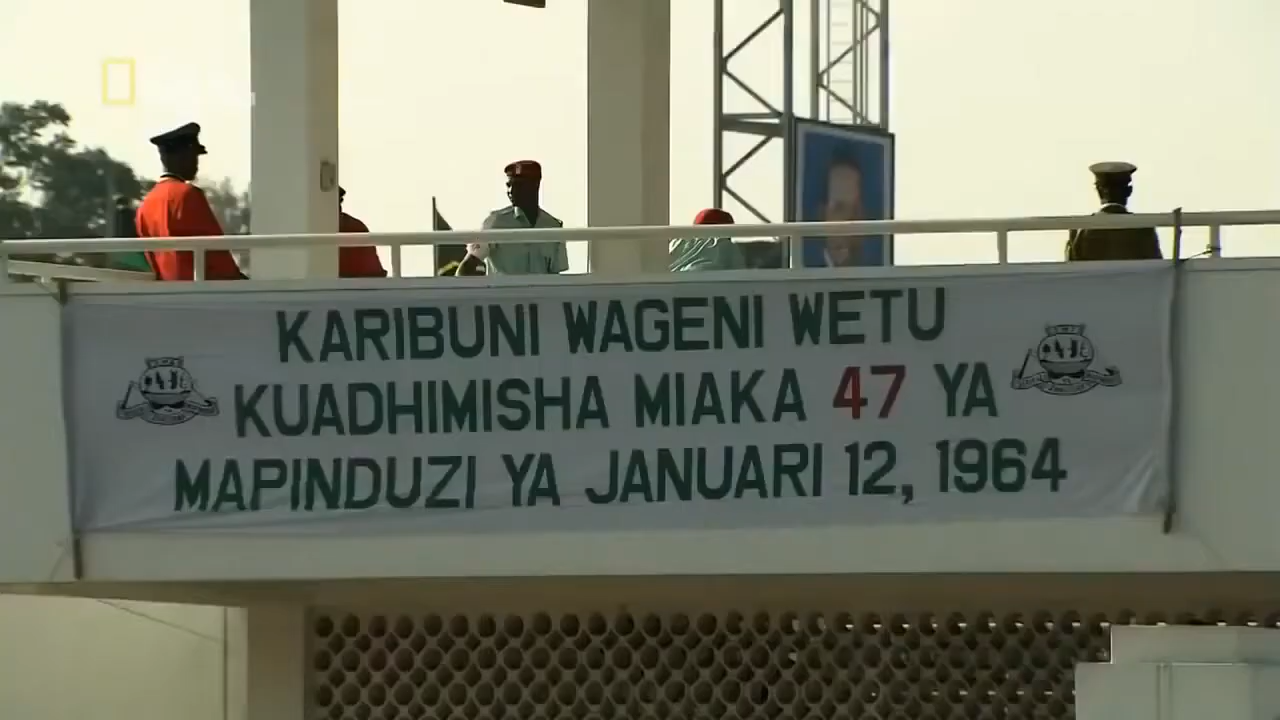 KARIBUNI WAGENI WETU
KUADHIMISHA MIAKA 47 YA
MAPINDUZI YA JANUARI 12, 1964